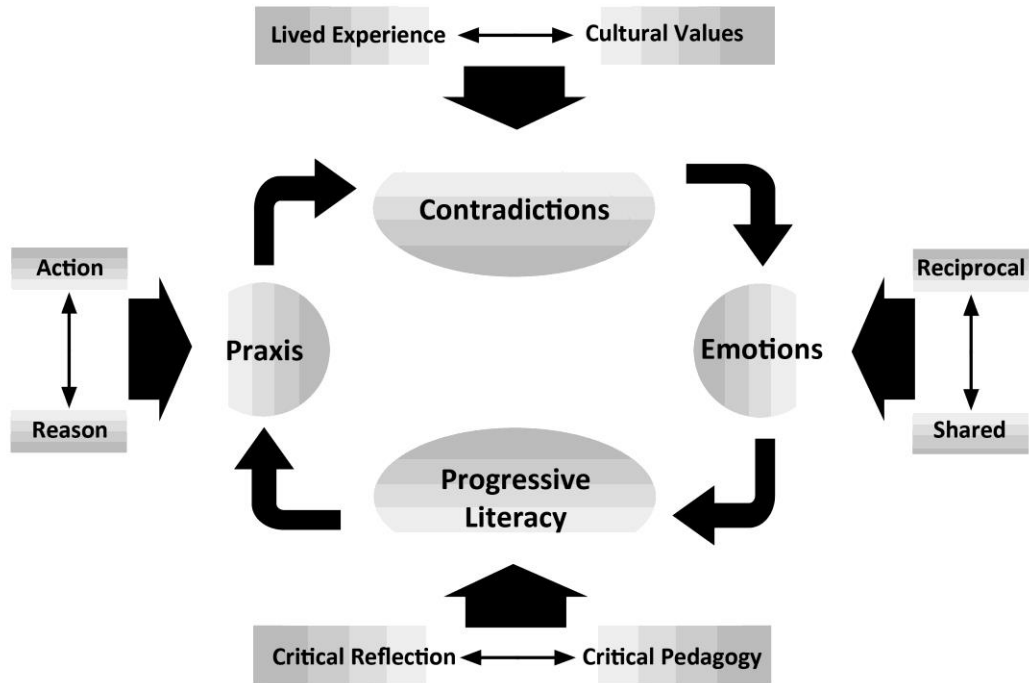 Lived Experience
Cultural Values
Contradictions
Action
Reciprocal
Praxis
Emotions
Reason
Shared
Progressive
Literacy
Critical Reflection
Critical Pedagogy